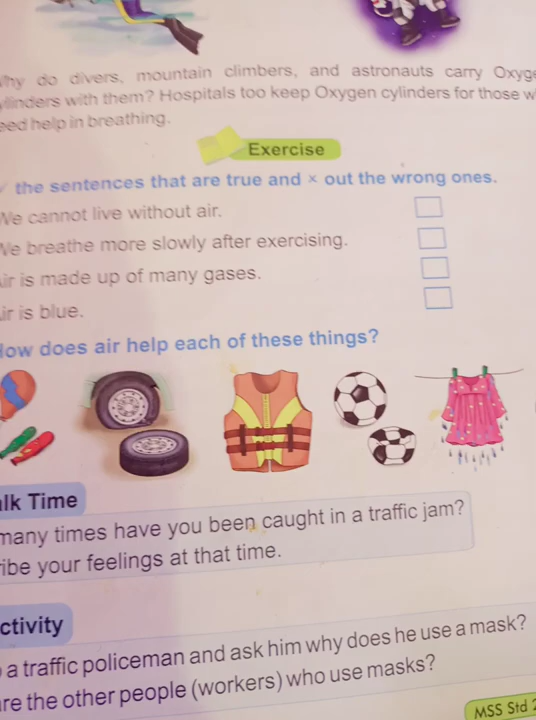 hy do divers, mountain climbers, and astronauts carry Oxyge
ylinders with them? Hospitals too keep Oxygen cylinders for those w
eed help in breathing.
Exercise
✓ the sentences that are true and × out the wrong ones.
We cannot live without air.
We breathe more slowly after exercising.
ir is made up of many gases.
ir is blue.
How does air help each of these things?
alk Time
many times have you been caught in a traffic jam?
ribe your feelings at that time.
ctivity
a traffic policeman and ask him why does he use a mask?
re the other people (workers) who use masks?
MSS Std 2